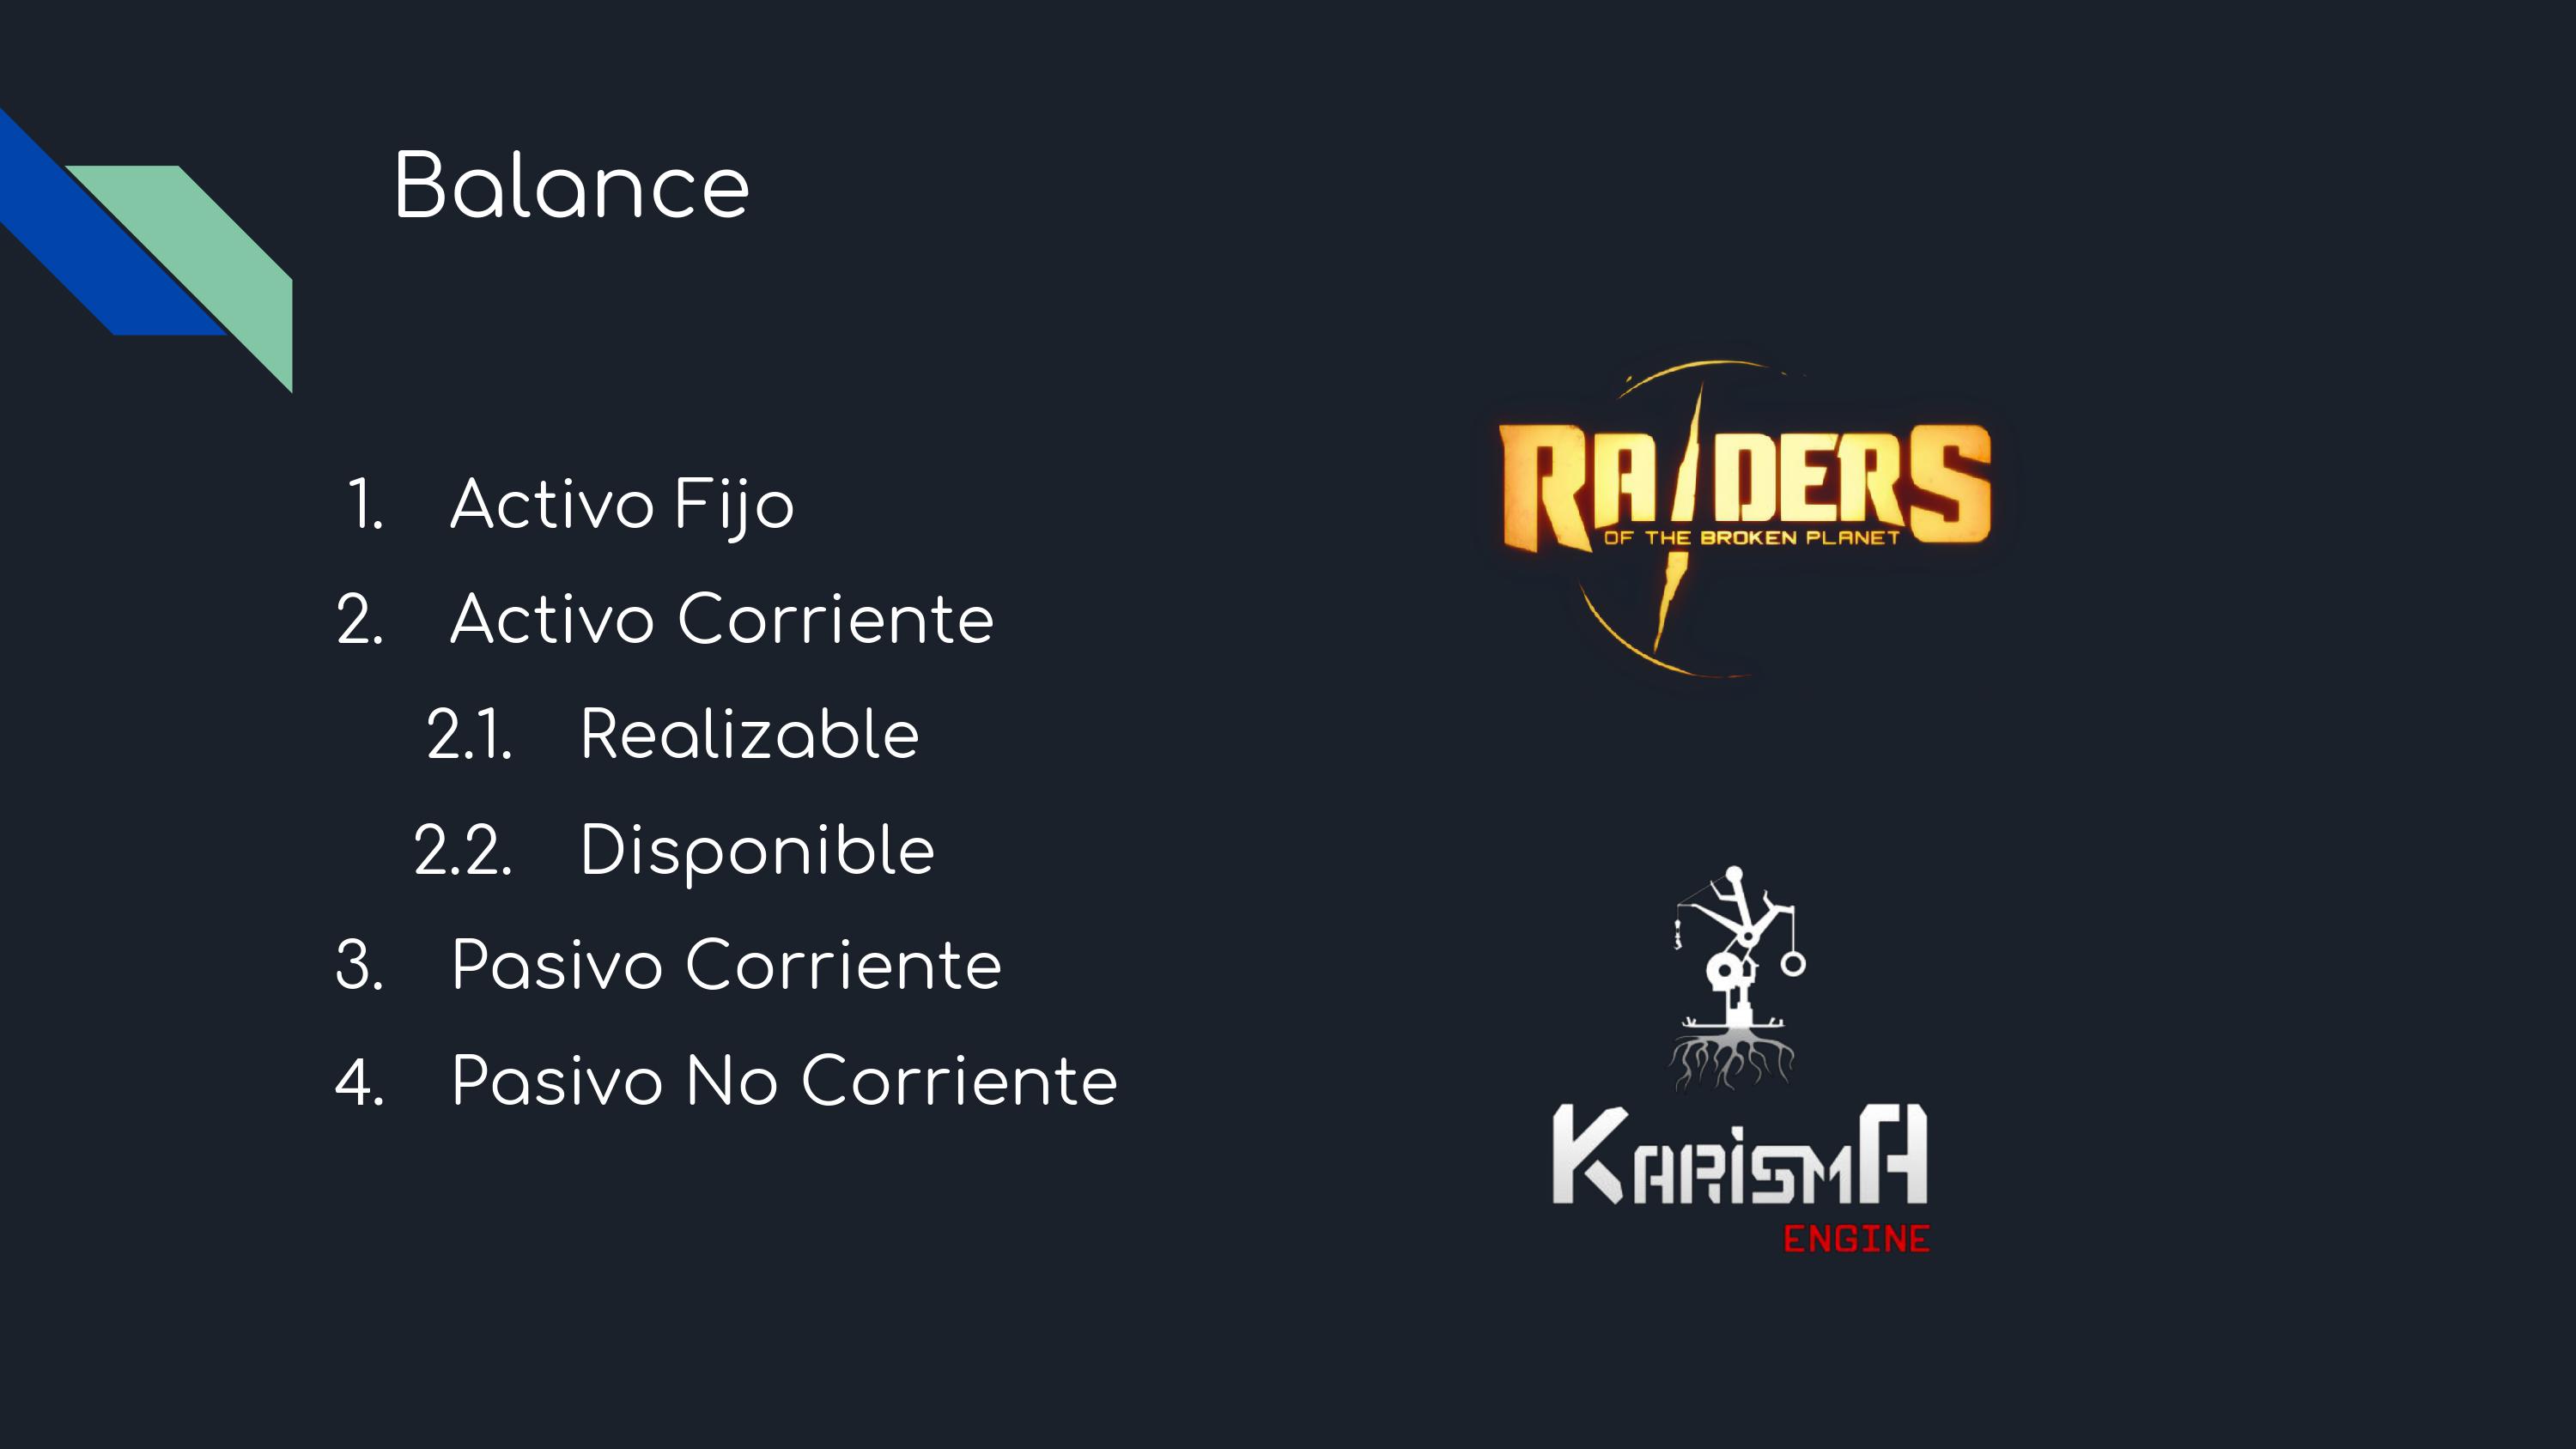 Balance
1. Activo Fijo
2. Activo Corriente
2.1. Realizable
2.2. Disponible
3. Pasivo Corriente
4. Pasivo No Corriente
RAIDERS
OF THE BROKEN PLANET
KARiSMA
ENGINE